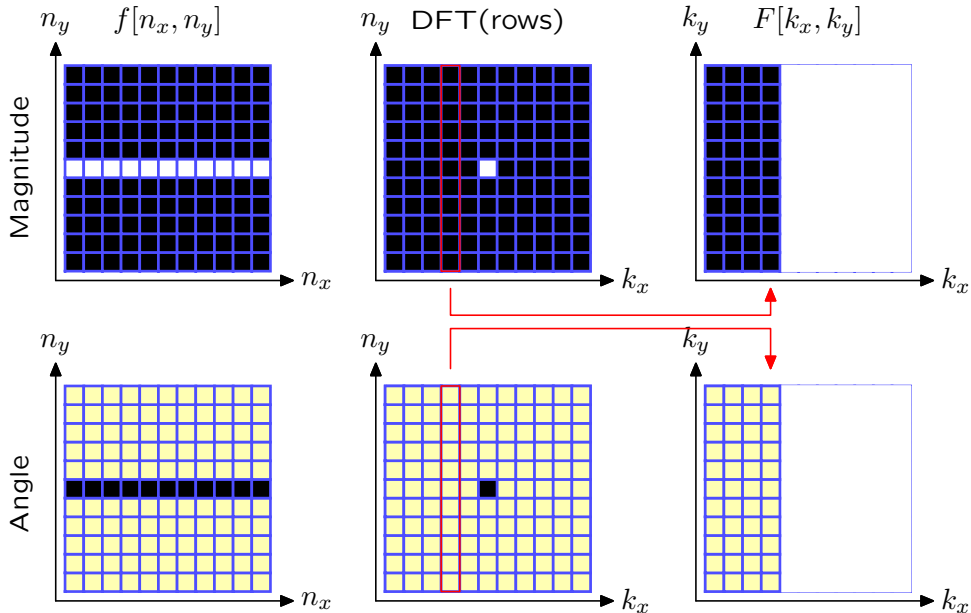 n_y f[n_x, n_y] n_y DFT(rows) k_y F[k_x, k_y]
Magnitude
n_x k_x k_x
n_y n_y k_y
Angle
n_x k_x k_x